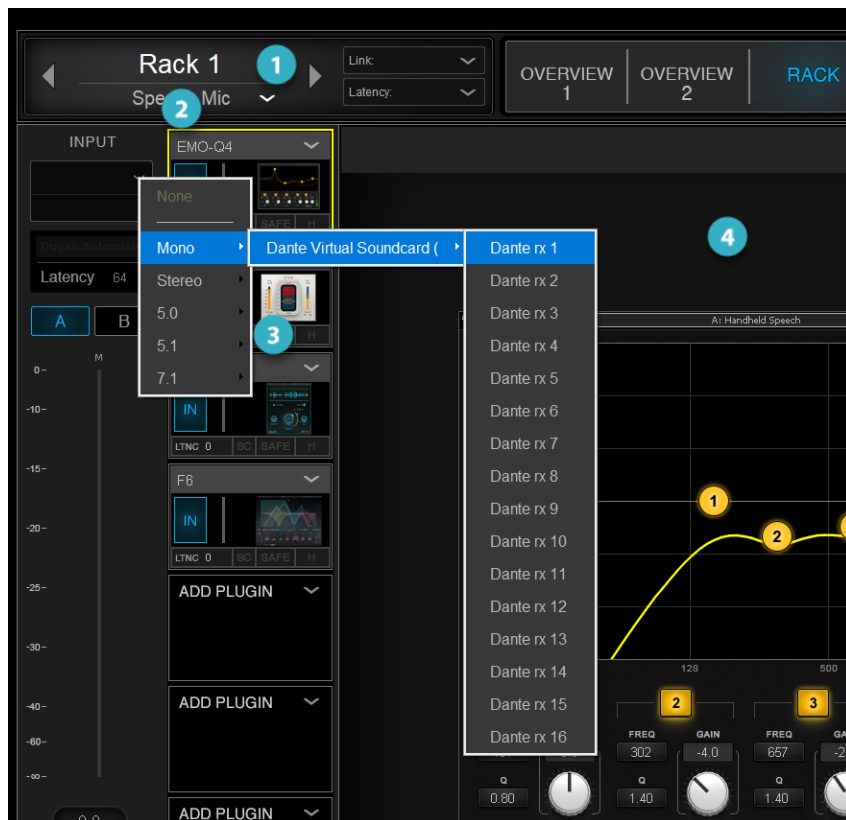 Rack 1
1
Link:
OVERVIEW
1
OVERVIEW
2
RACK
Mic
2
Latency:
INPUT
EMO-Q4
None
SAFE H
4
Dugan Automixer
Mono
Dante Virtual Soundcard (
Dante rx 1
Latency 64
Stereo
Dante rx 2
A
B
5.0
Dante rx 3
A: Handheld Speech
3
H
5.1
Dante rx 4
M
7.1
Dante rx 5
0-
-10-
IN
Dante rx 6
LTNC 0 SC SAFE H
Dante rx 7
-15-
F6
Dante rx 8
1
Dante rx 9
-20-
IN
2
Dante rx 10
LTNC 0 SC SAFE H
Dante rx 11
-25-
ADD PLUGIN
Dante rx 12
-30-
Dante rx 13
128
500
Dante rx 14
-40-
ADD PLUGIN
2
3
Dante rx 15
-60-
Dante rx 16
FREQ GAIN FREQ
302 -4.0 657
-∞-
Q
Q
Q
0.80
1.40
1.40
ADD PLUGIN